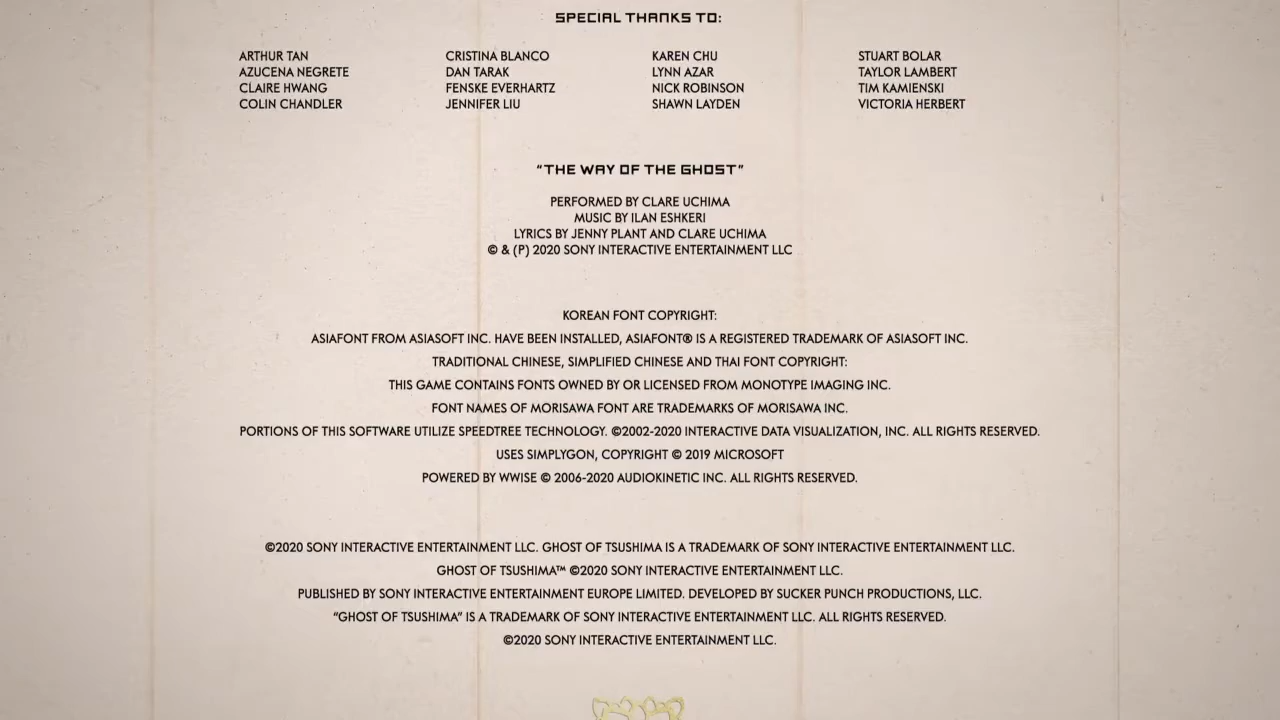 SPECIAL THANKS TO:
ARTHUR TAN CRISTINA BLANCO KAREN CHU STUART BOLAR
AZUCENA NEGRETE DAN TARAK LYNN AZAR TAYLOR LAMBERT
CLAIRE HWANG FENSKE EVERHARTZ NICK ROBINSON TIM KAMIENSKI
COLIN CHANDLER JENNIFER LIU SHAWN LAYDEN VICTORIA HERBERT
“THE WAY OF THE GHOST”
PERFORMED BY CLARE UCHIMA
MUSIC BY ILAN ESHKERI
LYRICS BY JENNY PLANT AND CLARE UCHIMA
© & (P) 2020 SONY INTERACTIVE ENTERTAINMENT LLC
KOREAN FONT COPYRIGHT:
ASIAFONT FROM ASIASOFT INC. HAVE BEEN INSTALLED, ASIAFONT® IS A REGISTERED TRADEMARK OF ASIASOFT INC.
TRADITIONAL CHINESE, SIMPLIFIED CHINESE AND THAI FONT COPYRIGHT:
THIS GAME CONTAINS FONTS OWNED BY OR LICENSED FROM MONOTYPE IMAGING INC.
FONT NAMES OF MORISAWA FONT ARE TRADEMARKS OF MORISAWA INC.
PORTIONS OF THIS SOFTWARE UTILIZE SPEEDTREE TECHNOLOGY. ©2002-2020 INTERACTIVE DATA VISUALIZATION, INC. ALL RIGHTS RESERVED.
USES SIMPLYGON, COPYRIGHT © 2019 MICROSOFT
POWERED BY WWISE © 2006-2020 AUDIOKINETIC INC. ALL RIGHTS RESERVED.
©2020 SONY INTERACTIVE ENTERTAINMENT LLC. GHOST OF TSUSHIMA IS A TRADEMARK OF SONY INTERACTIVE ENTERTAINMENT LLC.
GHOST OF TSUSHIMA™ ©2020 SONY INTERACTIVE ENTERTAINMENT LLC.
PUBLISHED BY SONY INTERACTIVE ENTERTAINMENT EUROPE LIMITED. DEVELOPED BY SUCKER PUNCH PRODUCTIONS, LLC.
“GHOST OF TSUSHIMA” IS A TRADEMARK OF SONY INTERACTIVE ENTERTAINMENT LLC. ALL RIGHTS RESERVED.
©2020 SONY INTERACTIVE ENTERTAINMENT LLC.